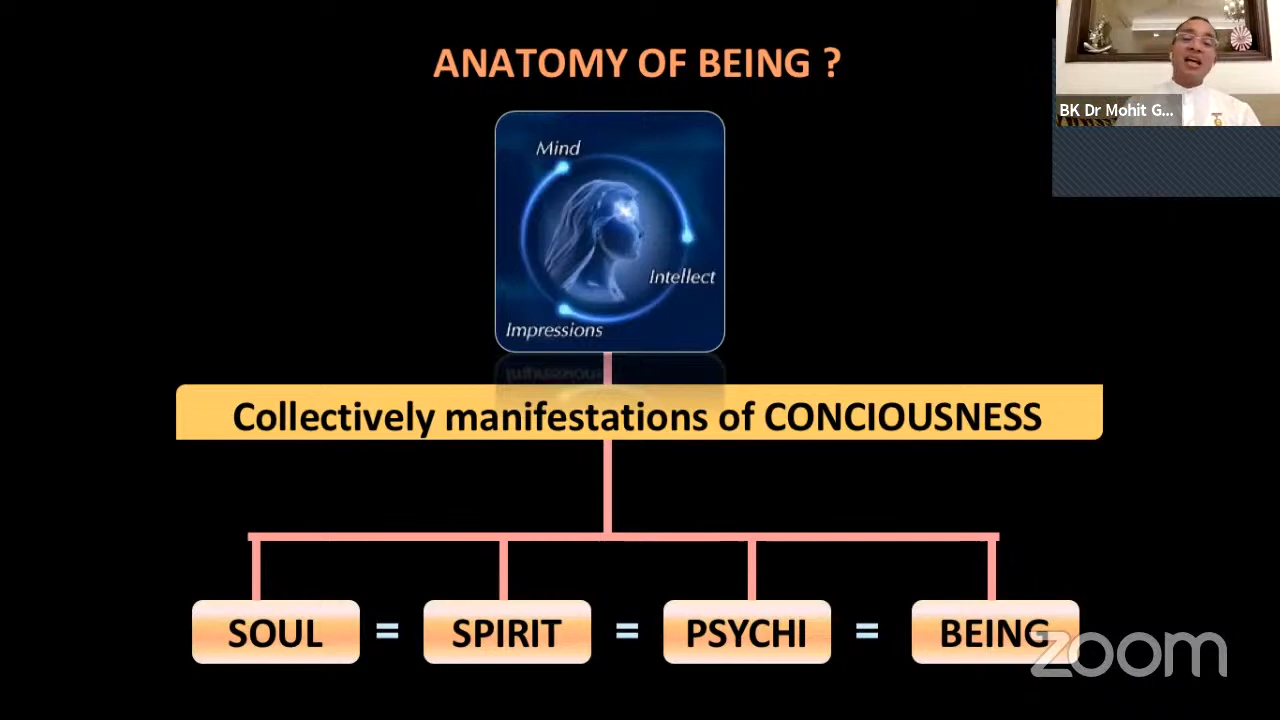 ANATOMY OF BEING ?
BK Dr Mohit G...
Mind
Intellect
Impressions
Collectively manifestations of CONCIOUSNESS
SOUL = SPIRIT = PSYCHI = BEING
zoom